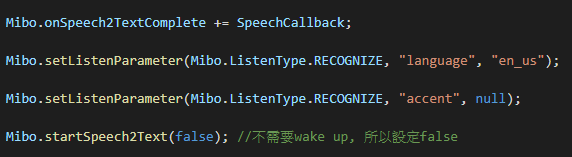 Mibo.onSpeech2TextComplete += SpeechCallback;
Mibo.setListenParameter(Mibo.ListenType.RECOGNIZE, "language", "en_us");
Mibo.setListenParameter(Mibo.ListenType.RECOGNIZE, "accent", null);
Mibo.startSpeech2Text(false); //不需要wake up, 所以設定false